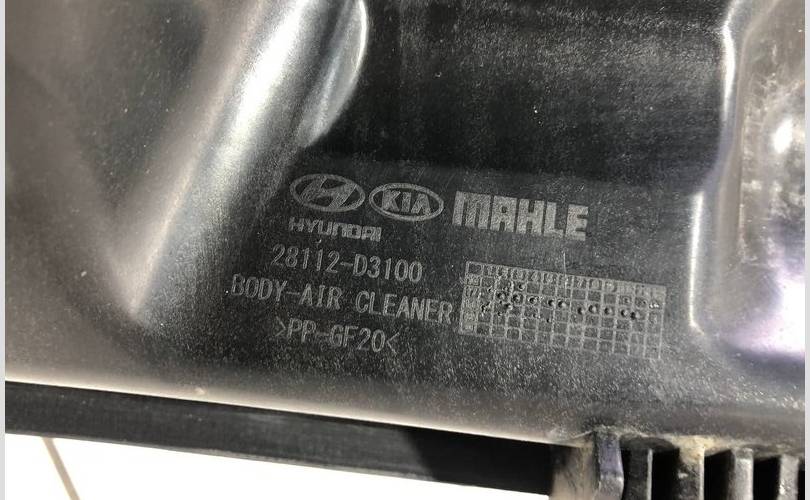 HYUNDAI KIA MAHLE
28112-D3100
BODY-AIR CLEANER
>PP-GF20<